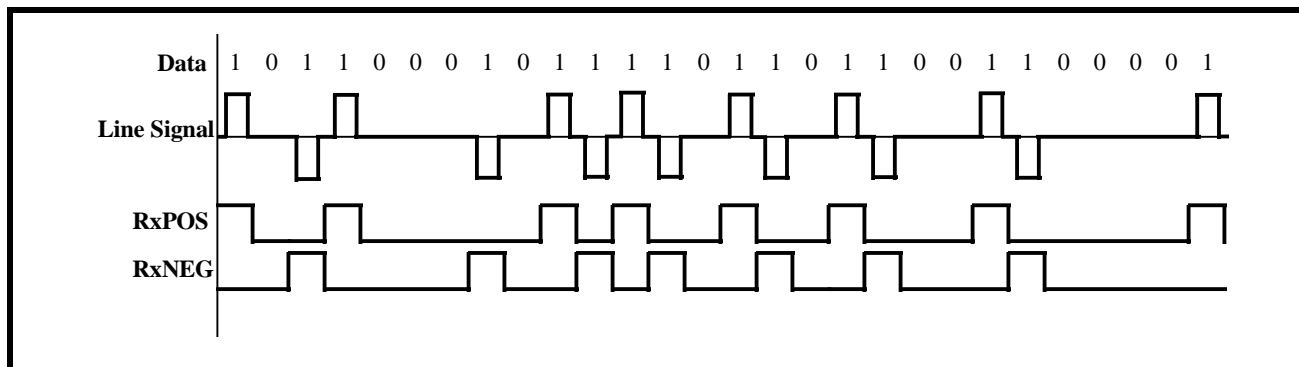 Data 1 0 1 1 0 0 0 1 0 1 1 1 1 0 1 1 0 1 1 0 0 1 1 0 0 0 0 1
Line Signal
RxPOS
RxNEG